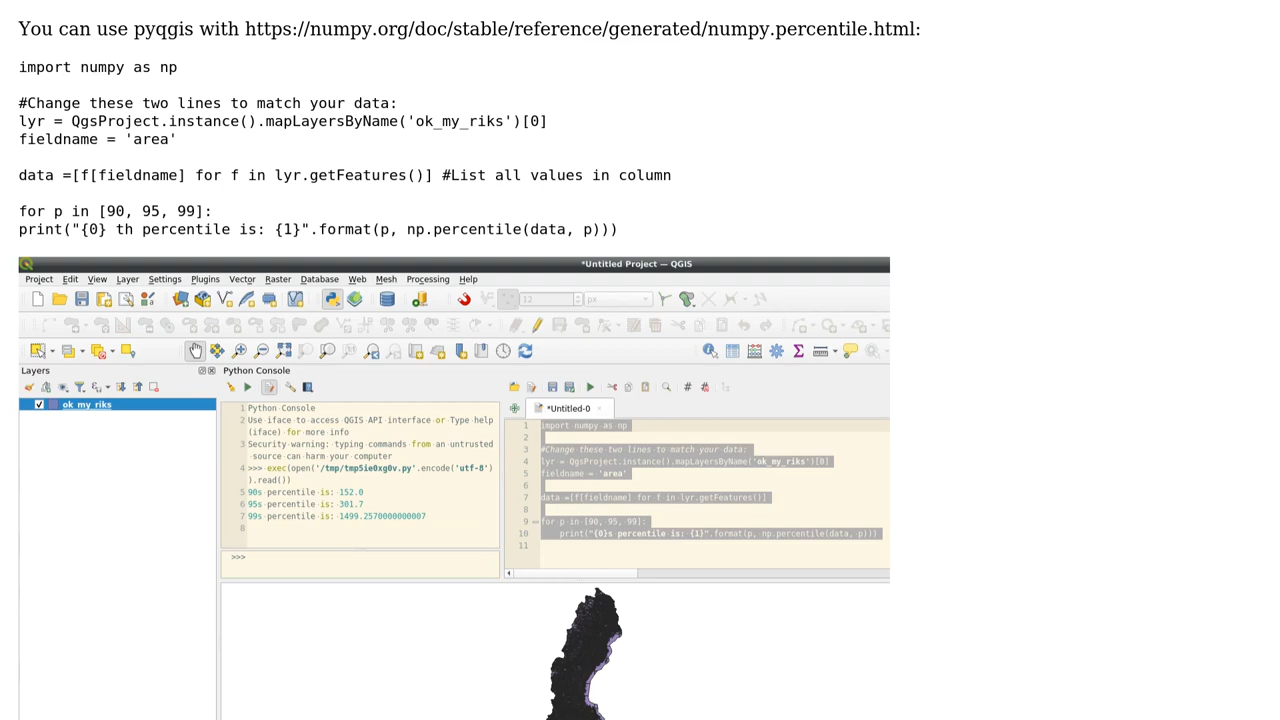 You can use pyqgis with https://numpy.org/doc/stable/reference/generated/numpy.percentile.html:
import numpy as np
#Change these two lines to match your data:
lyr = QgsProject.instance().mapLayersByName('ok_my_riks')[0]
fieldname = 'area'
data =[f[fieldname] for f in lyr.getFeatures()] #List all values in column
for p in [90, 95, 99]:
print("{0} th percentile is: {1}".format(p, np.percentile(data, p)))
*Untitled Project — QGIS
Project Edit View Layer Settings Plugins Vector Raster Database Web Mesh Processing Help
12 px
Layers
Python Console
ok_my_riks
*Untitled-0
1 Python Console
2 Use iface to access QGIS API interface or Type help
(iface) for more info
3 Security warning: typing commands from an untrusted
source can harm your computer
4 >>> exec(open('/tmp/tmp5ie0xg0v.py'.encode('utf-8')
).read())
5 90s percentile is: 152.0
6 95s percentile is: 301.7
7 99s percentile is: 1499.2570000000007
8
>>>
1 import numpy as np
2
3 #Change these two lines to match your data:
4 lyr = QgsProject.instance().mapLayersByName('ok_my_riks')[0]
5 fieldname = 'area'
6
7 data =[f[fieldname] for f in lyr.getFeatures()]
8
9 for p in [90, 95, 99]:
10 print("{0}s percentile is: {1}".format(p, np.percentile(data, p)))
11